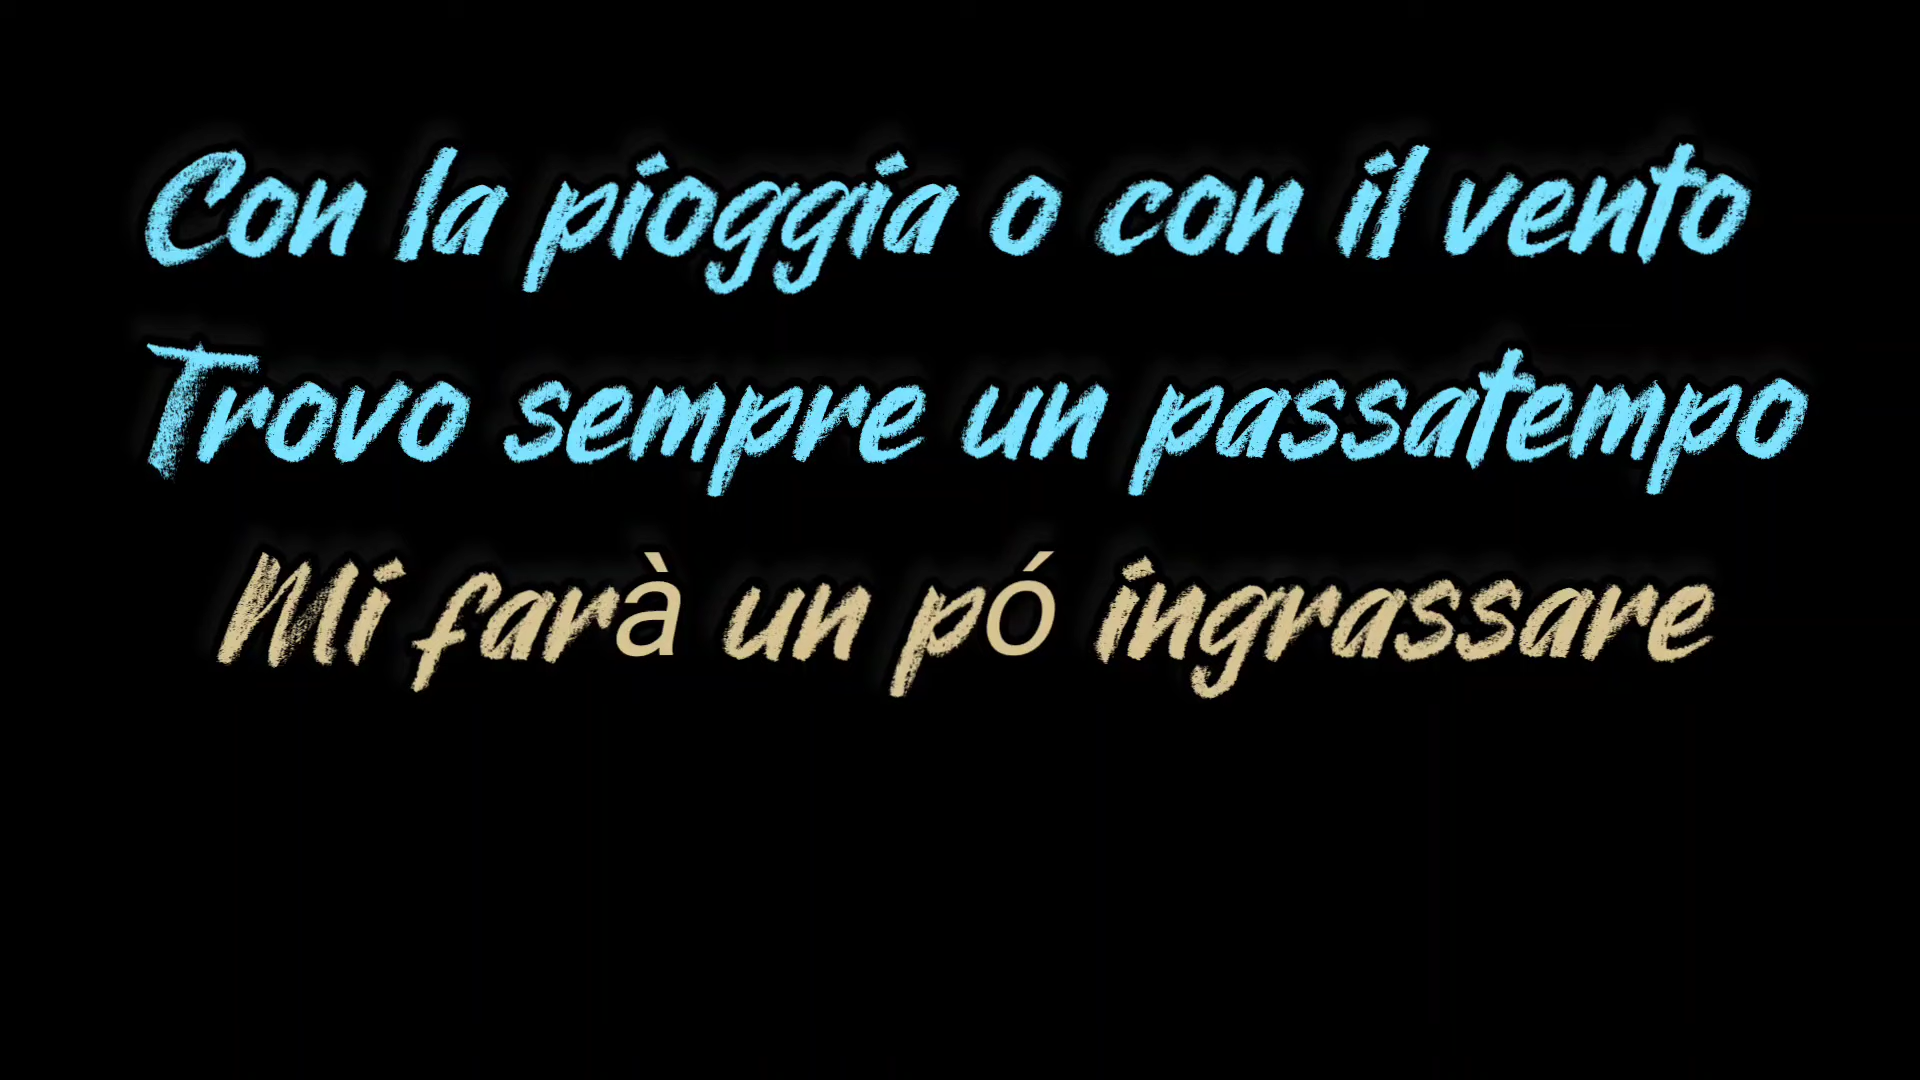 Con la pioggia o con il vento
Trovo sempre un passatempo
Mi farà un pó ingrassare